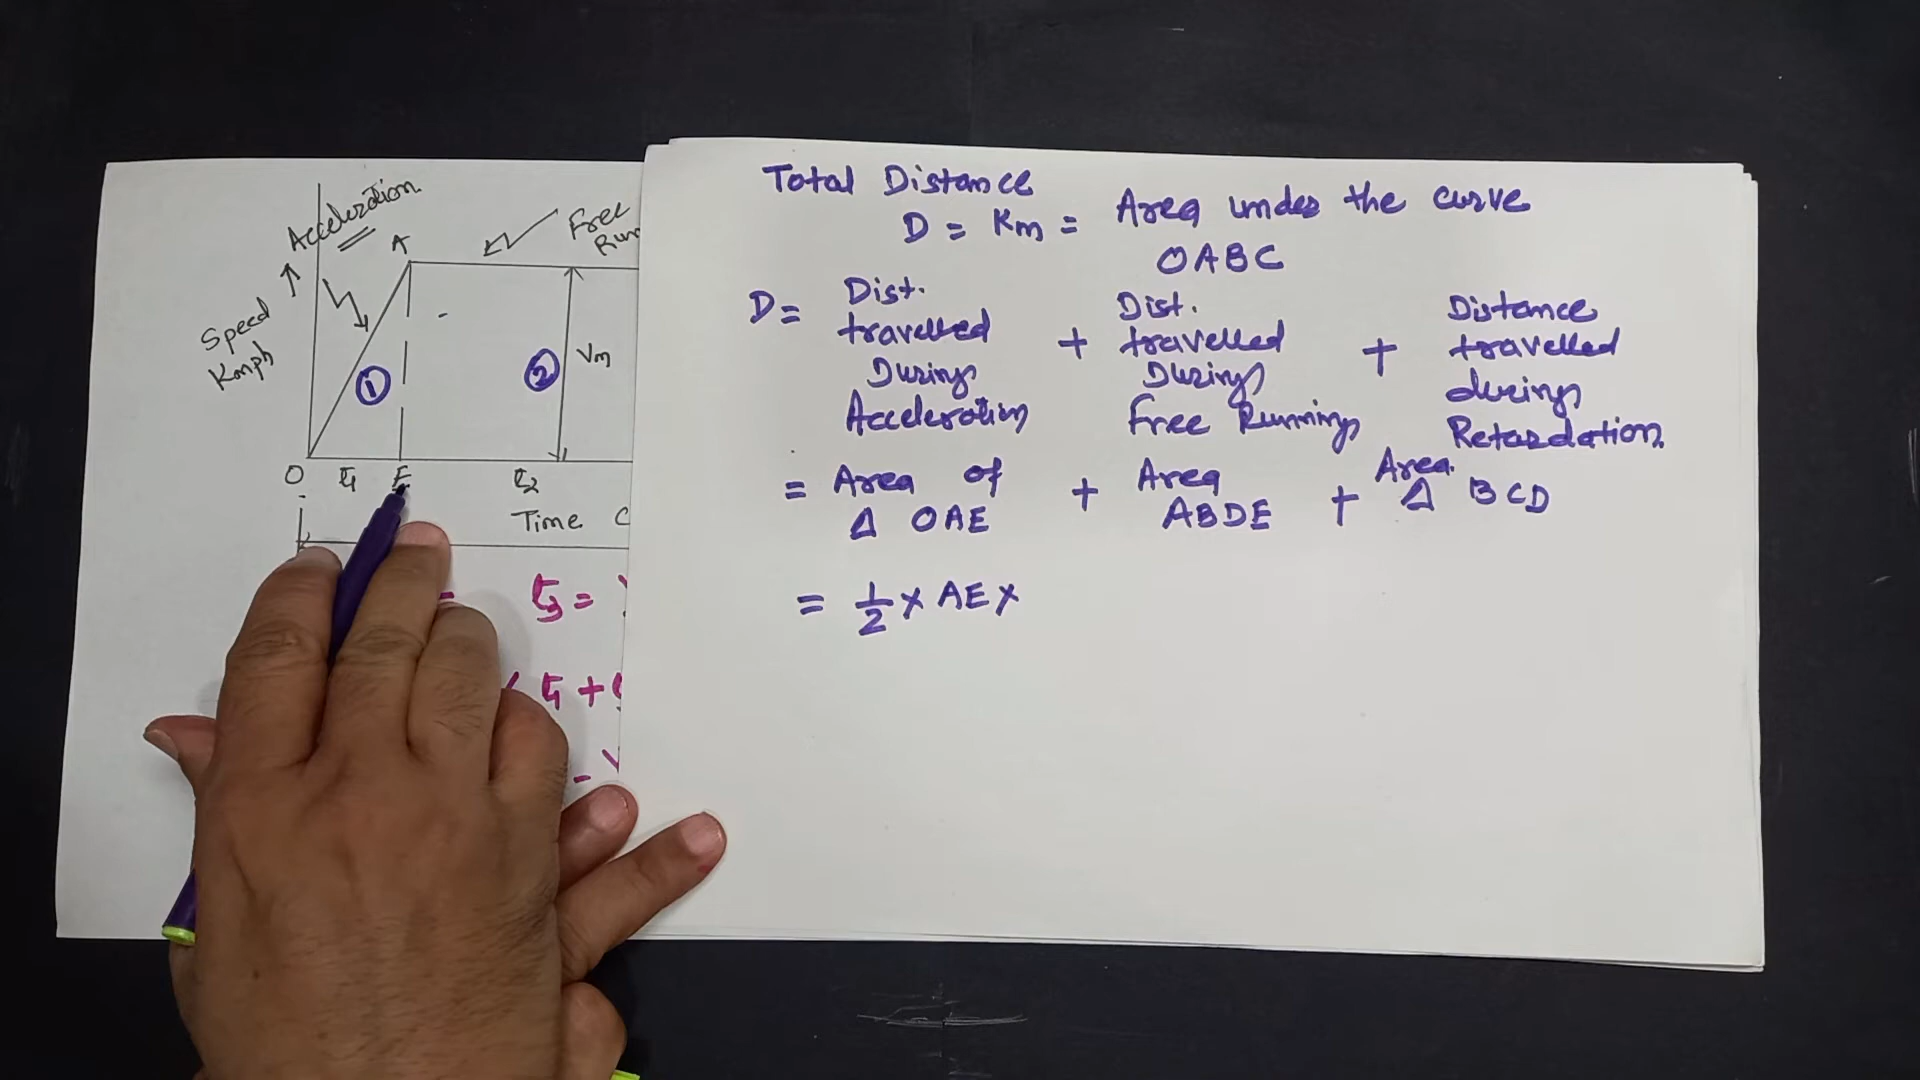 Acceleration
A
Free
Speed
Kmph
1
2
Vm
O t1 E t2
Time
t3 =
t1 +
Total Distance
D = Km = Area under the curve
OABC
D = Dist. travelled During Acceleration + Dist. travelled During Free Running + Distance travelled during Retardation.
= Area of Δ OAE + Area ABDE + Area Δ BCD
= 1/2 x AE x